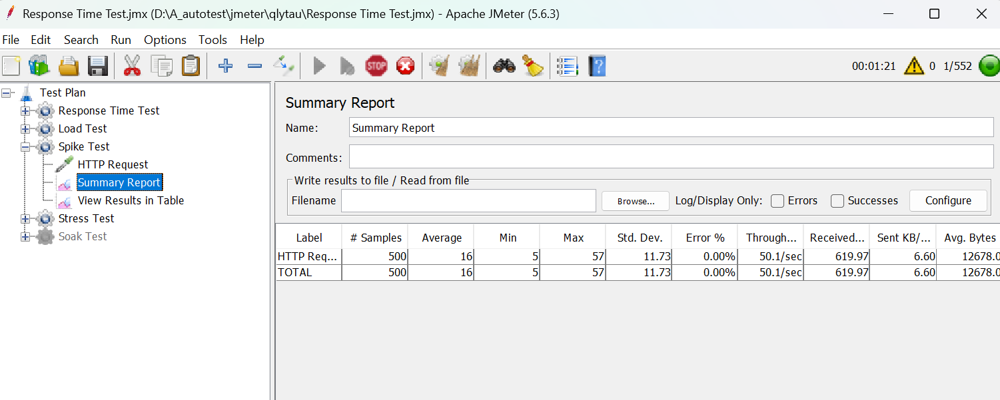 Response Time Test.jmx (D:\A_autotest\jmeter\qlytau\Response Time Test.jmx) - Apache JMeter (5.6.3)
File Edit Search Run Options Tools Help
STOP
?
00:01:21 0 1/552
Test Plan
Response Time Test
Load Test
Spike Test
HTTP Request
Summary Report
View Results in Table
Stress Test
Soak Test
Summary Report
Name: Summary Report
Comments:
Write results to file / Read from file
Filename Browse... Log/Display Only: Errors Successes Configure
Label # Samples Average Min Max Std. Dev. Error % Through... Received... Sent KB/... Avg. Bytes
HTTP Req... 500 16 5 57 11.73 0.00% 50.1/sec 619.97 6.60 12678.0
TOTAL 500 16 5 57 11.73 0.00% 50.1/sec 619.97 6.60 12678.0